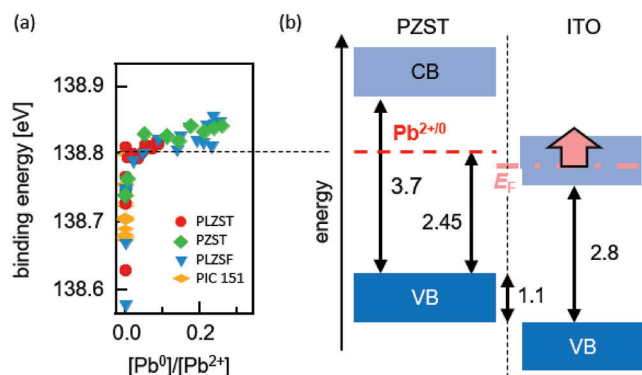 (a)
binding energy [eV]
138.9
138.8
138.7
138.6
0.0
0.2
[Pb⁰]/[Pb²⁺]
PLZST
PZST
PLZSF
PIC 151
(b)
PZST
ITO
energy
CB
Pb²⁺/⁰
E_F
3.7
2.45
2.8
VB
1.1
VB